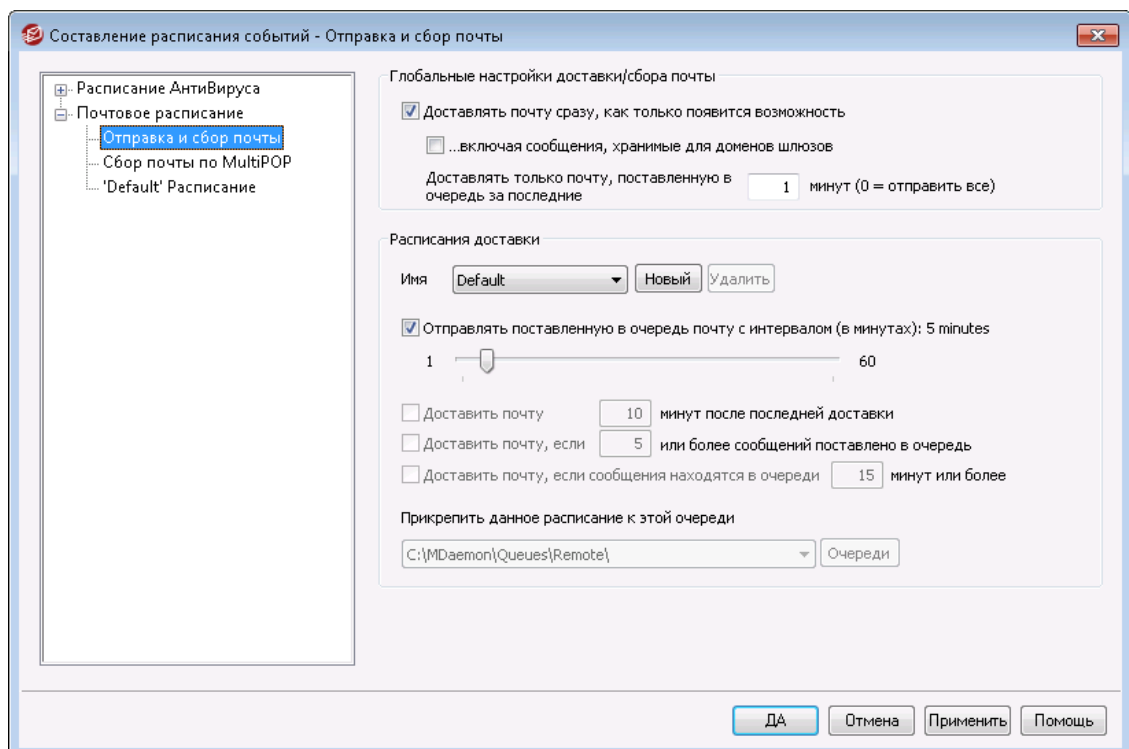 Составление расписания событий - Отправка и сбор почты
Расписание АнтиВируса
Почтовое расписание
Отправка и сбор почты
Сбор почты по MultiPOP
'Default' Расписание
Глобальные настройки доставки/сбора почты
Доставлять почту сразу, как только появится возможность
...включая сообщения, хранимые для доменов шлюзов
Доставлять только почту, поставленную в
очередь за последние
1 минут (0 = отправить все)
Расписания доставки
Имя Default Новый Удалить
Отправлять поставленную в очередь почту с интервалом (в минутах): 5 minutes
1 60
Доставить почту 10 минут после последней доставки
Доставить почту, если 5 или более сообщений поставлено в очередь
Доставить почту, если сообщения находятся в очереди 15 минут или более
Прикрепить данное расписание к этой очереди
C:\MDaemon\Queues\Remote\ Очереди
ДА Отмена Применить Помощь